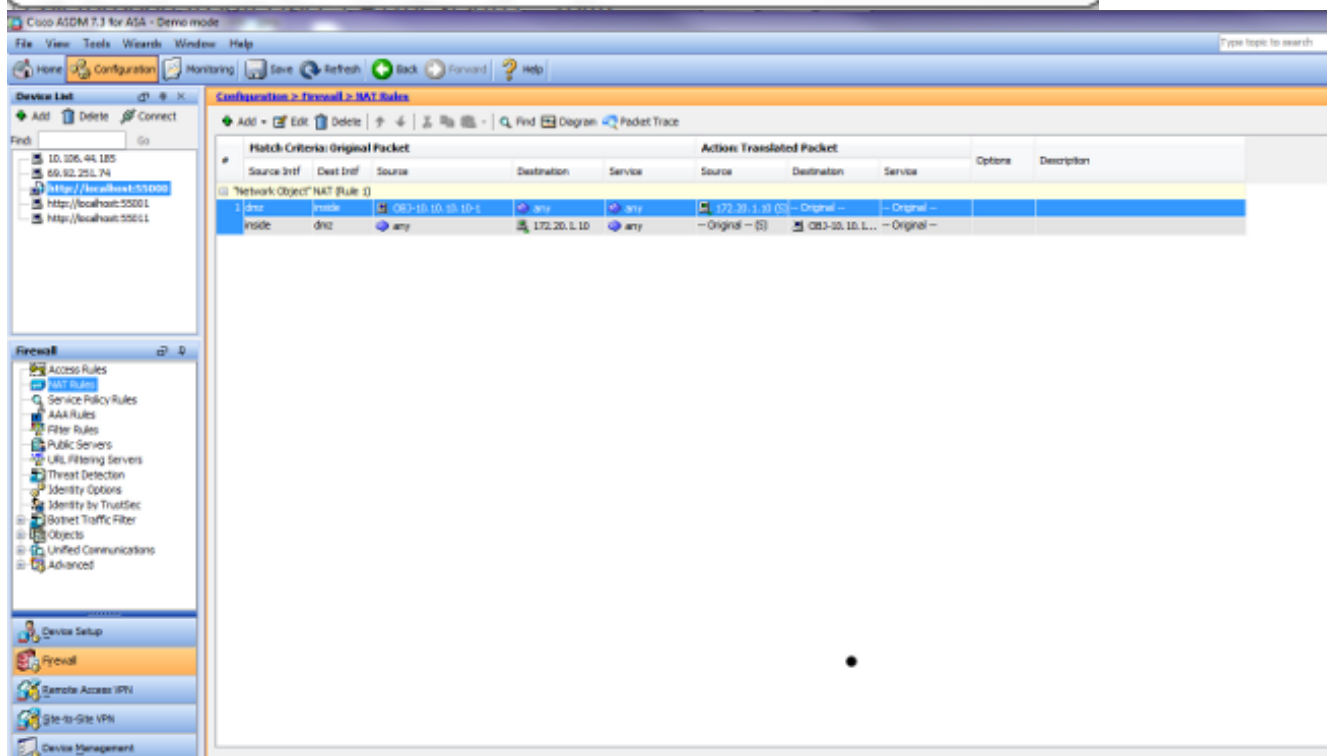 Cisco ASDM 7.3 for ASA - Demo mode
File View Tools Wizards Window Help
Type topic to search
Home Configuration Monitoring Save Refresh Back Forward Help
Device List
Add Delete Connect
Find: Go
10.106.44.185
69.92.251.74
http://localhost:55000
http://localhost:55001
http://localhost:55011
Configuration > Firewall > NAT Rules
Add Edit Delete Find Diagram Packet Trace
# Match Criteria: Original Packet Action: Translated Packet Options Description
Source Intf Dest Intf Source Destination Service Source Destination Service
"Network Object" NAT (Rule 1)
1 dmz inside OBJ-10.10.10.10-1 any any 172.20.1.10 (S) -- Original -- -- Original --
inside dmz any 172.20.1.10 any -- Original -- (S) OBJ-10.10.1... -- Original --
Firewall
Access Rules
NAT Rules
Service Policy Rules
AAA Rules
Filter Rules
Public Servers
URL Filtering Servers
Threat Detection
Identity Options
Identity by TrustSec
Botnet Traffic Filter
Objects
Unified Communications
Advanced
Device Setup
Firewall
Remote Access VPN
Site-to-Site VPN
Device Management